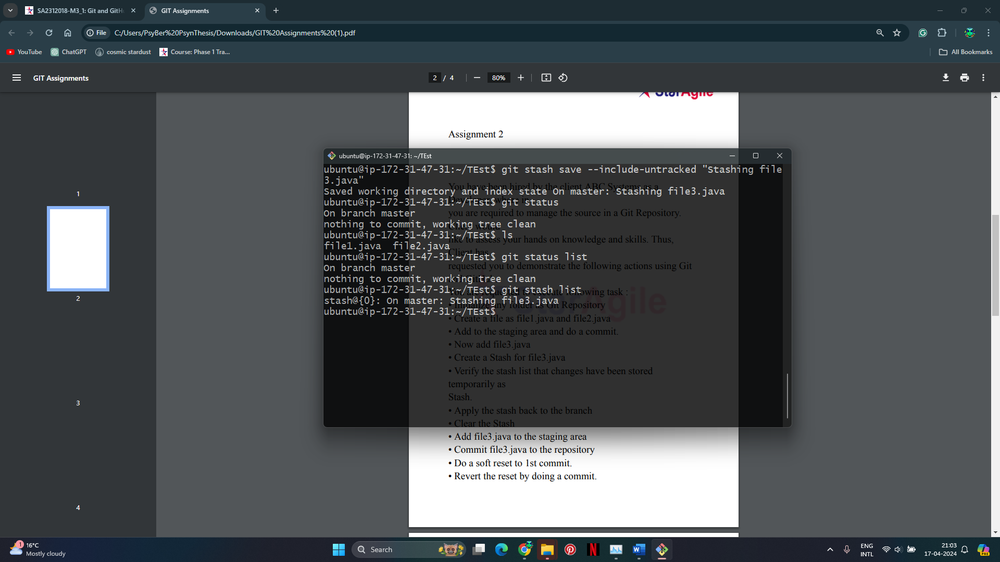 SA2312018-M3_1: Git and GitH
GIT Assignments
File
C:/Users/PsyBer%20PsynThesis/Downloads/GIT%20Assignments%20(1).pdf
YouTube
ChatGPT
cosmic stardust
Course: Phase 1 Tra...
All Bookmarks
GIT Assignments
2 / 4
80%
StarAgile
Assignment 2
ubuntu@ip-172-31-47-31: ~/TEst
ubuntu@ip-172-31-47-31:~/TEst$ git stash save --include-untracked "Stashing file
3.java"
Saved working directory and index state On master: Stashing file3.java
ubuntu@ip-172-31-47-31:~/TEst$ git status
On branch master
nothing to commit, working tree clean
ubuntu@ip-172-31-47-31:~/TEst$ ls
file1.java  file2.java
ubuntu@ip-172-31-47-31:~/TEst$ git status list
On branch master
nothing to commit, working tree clean
ubuntu@ip-172-31-47-31:~/TEst$ git stash list
stash@{0}: On master: Stashing file3.java
ubuntu@ip-172-31-47-31:~/TEst$
You have been hired by the client ABC Systems as a
you are required to manage the source in a Git Repository.
Client would
like to assess your hands on knowledge and skills. Thus,
Client has
requested you to demonstrate the following actions using Git
You are requested to execute following task :
• Initialize any folder as Git Repository
• Create a file as file1.java and file2.java
• Add to the staging area and do a commit.
• Now add file3.java
• Create a Stash for file3.java
• Verify the stash list that changes have been stored
temporarily as
Stash.
• Apply the stash back to the branch
• Clear the Stash
• Add file3.java to the staging area
• Commit file3.java to the repository
• Do a soft reset to 1st commit.
• Revert the reset by doing a commit.
1
2
3
4
1
16°C
Mostly cloudy
Search
ENG
INTL
21:03
17-04-2024
PRE